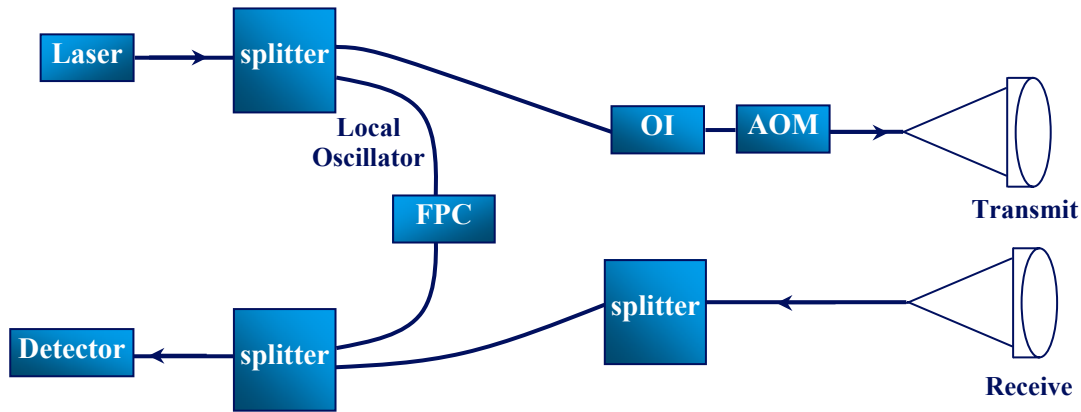 Laser
splitter
Local
Oscillator
OI
AOM
Transmit
FPC
splitter
Receive
Detector
splitter